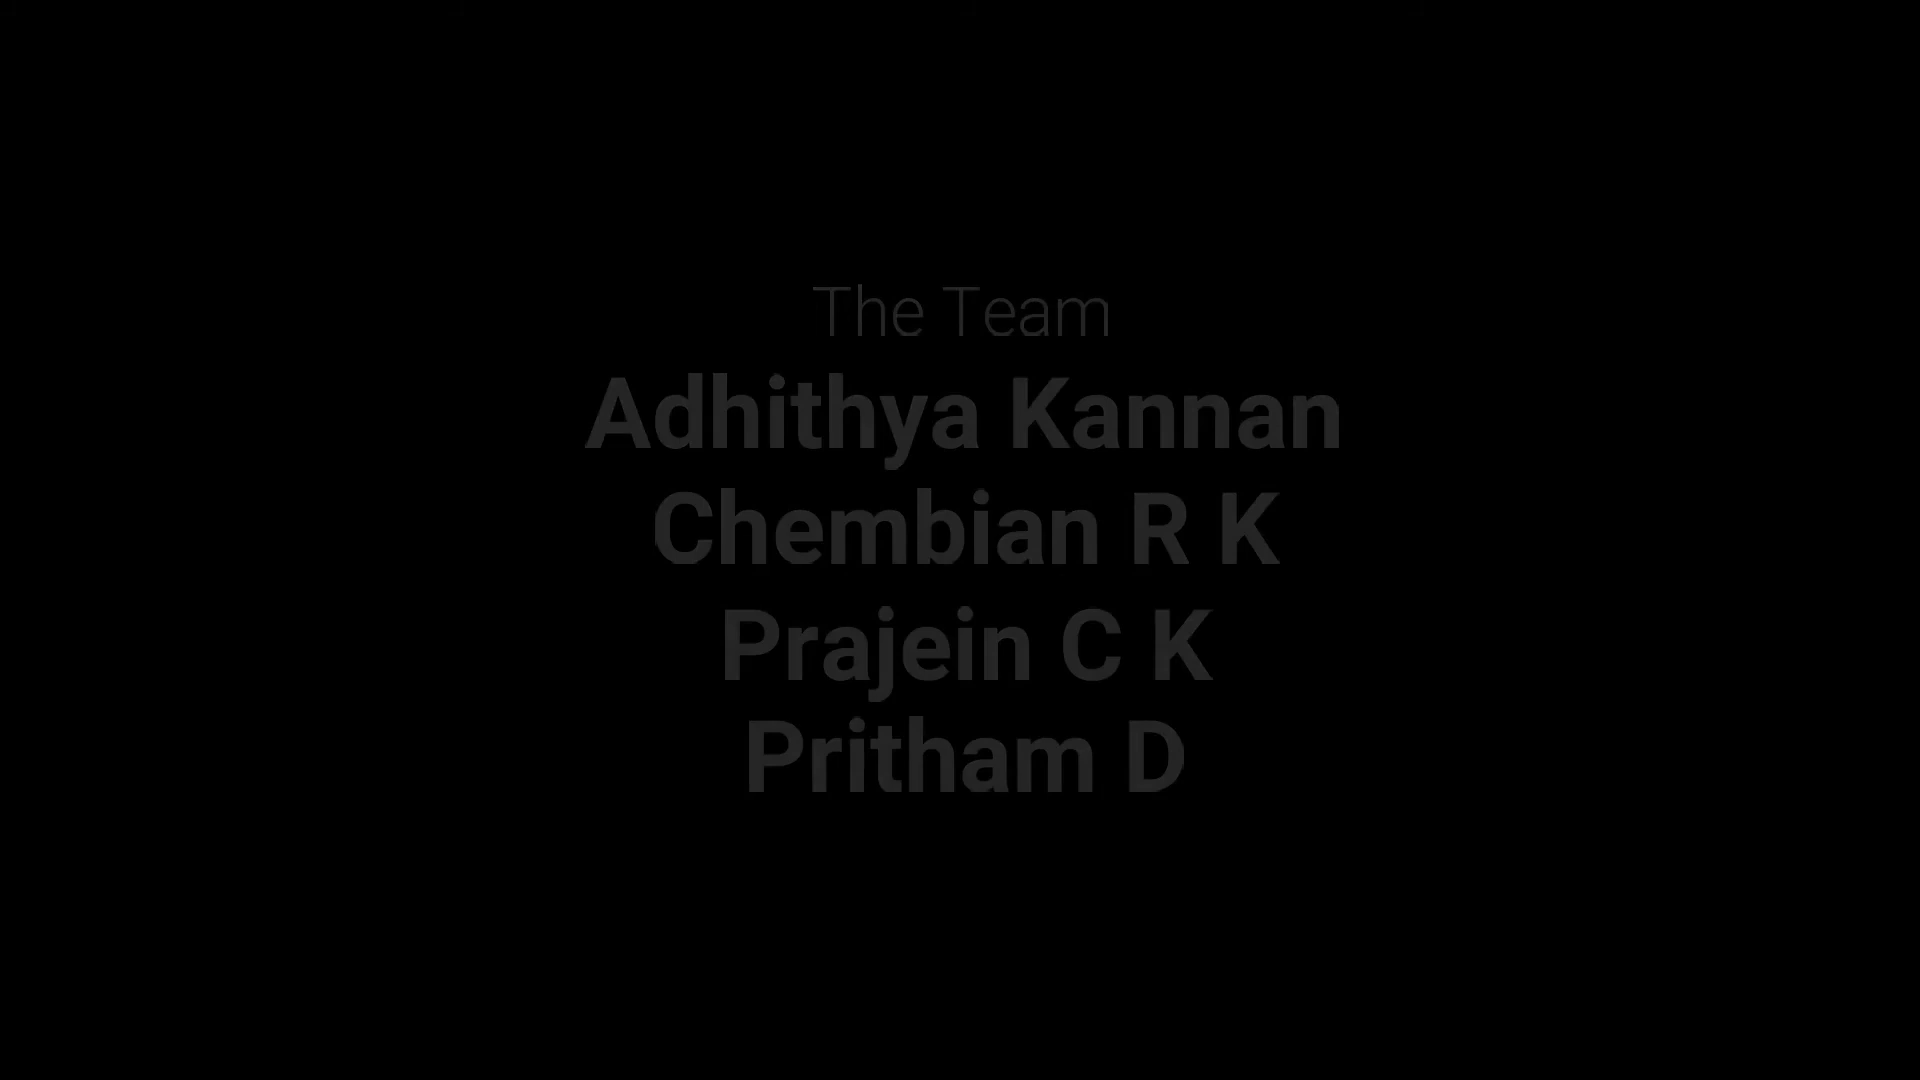 The Team
Adhithya Kannan
Chembian R K
Prajein C K
Pritham D